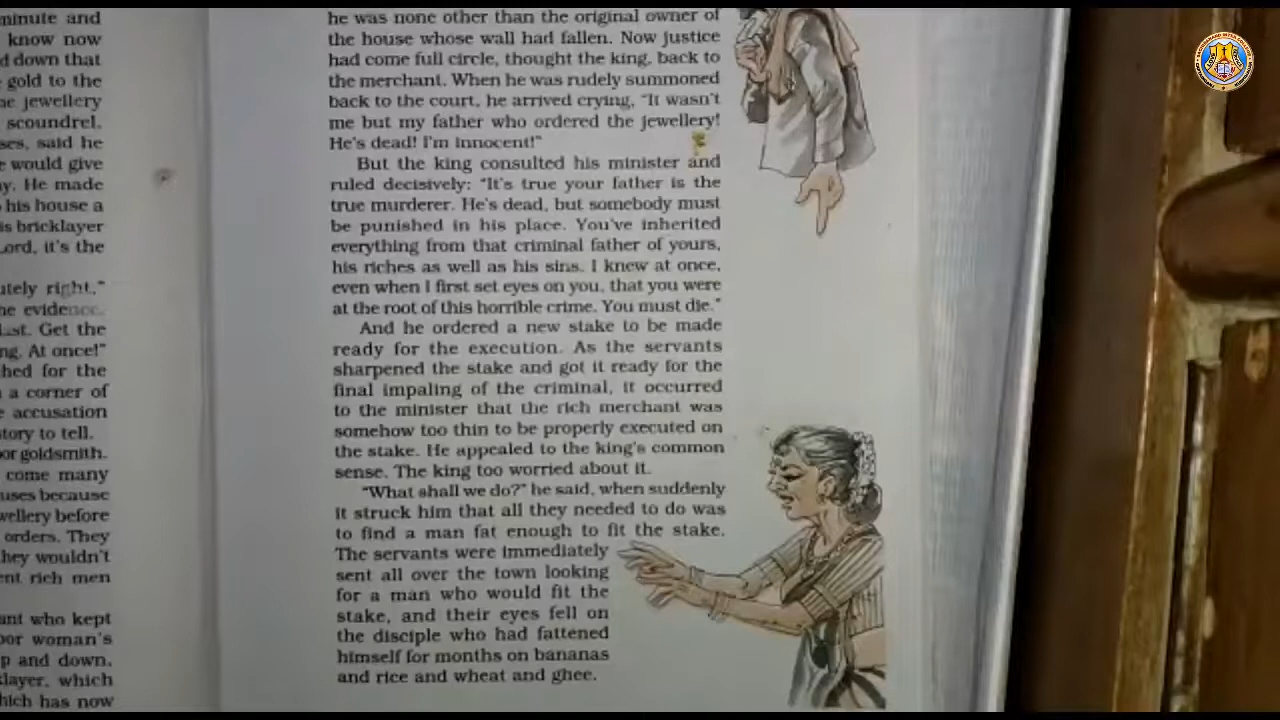 minute and
know now
d down that
gold to the
jewellery
scoundrel,
said he
would give
He made
his house a
bricklayer
Lord, it's the
right,"
Get the
At once!"
for the
a corner of
accusation
story to tell.
goldsmith.
come many
because
before
orders. They
they wouldn't
rich men
who kept
woman's
up and down,
which
which has now
he was none other than the original owner of
the house whose wall had fallen. Now justice
had come full circle, thought the king, back to
the merchant. When he was rudely summoned
back to the court, he arrived crying, "It wasn't
me but my father who ordered the jewellery!
He's dead! I'm innocent!"
But the king consulted his minister and
ruled decisively: "It's true your father is the
true murderer. He's dead, but somebody must
be punished in his place. You've inherited
everything from that criminal father of yours,
his riches as well as his sins. I knew at once,
even when I first set eyes on you, that you were
at the root of this horrible crime. You must die."
And he ordered a new stake to be made
ready for the execution. As the servants
sharpened the stake and got it ready for the
final impaling of the criminal, it occurred
to the minister that the rich merchant was
somehow too thin to be properly executed on
the stake. He appealed to the king's common
sense. The king too worried about it.
"What shall we do?" he said, when suddenly
it struck him that all they needed to do was
to find a man fat enough to fit the stake.
The servants were immediately
sent all over the town looking
for a man who would fit the
stake, and their eyes fell on
the disciple who had fattened
himself for months on bananas
and rice and wheat and ghee.